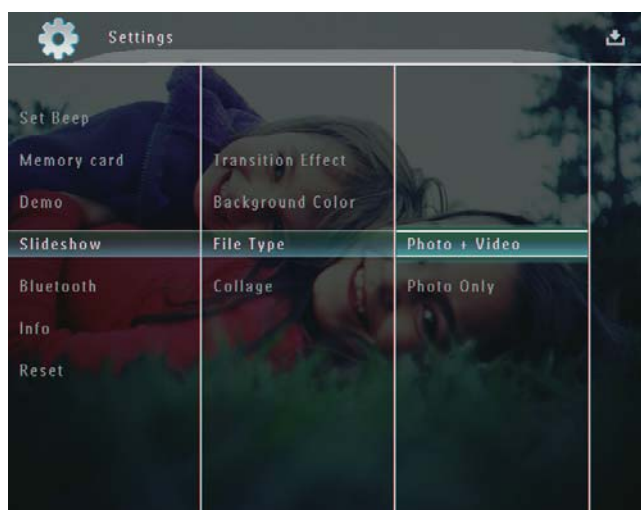 Settings
Set Beep
Memory card
Demo
Slideshow
Bluetooth
Info
Reset
Transition Effect
Background Color
File Type
Collage
Photo + Video
Photo Only